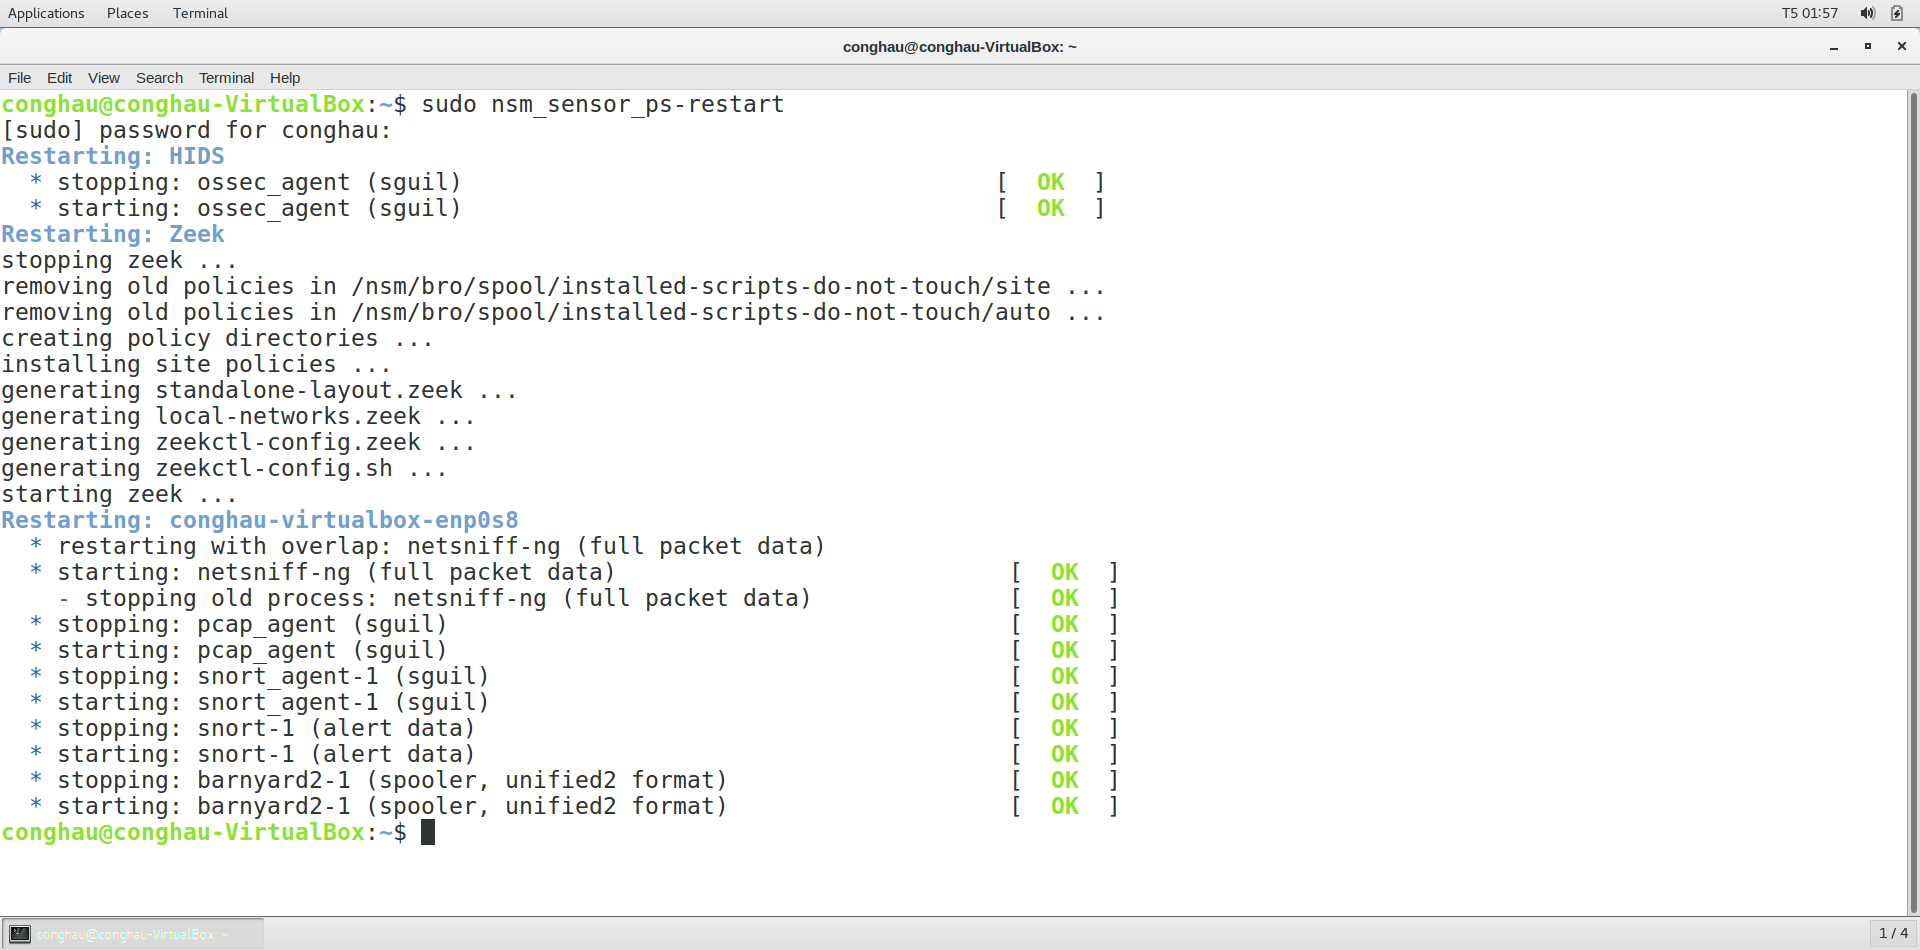 Applications Places Terminal T5 01:57
conghau@conghau-VirtualBox: ~
File Edit View Search Terminal Help
conghau@conghau-VirtualBox:~$ sudo nsm_sensor_ps-restart
[sudo] password for conghau:
Restarting: HIDS
  * stopping: ossec_agent (sguil) [  OK  ]
  * starting: ossec_agent (sguil) [  OK  ]
Restarting: Zeek
stopping zeek ...
removing old policies in /nsm/bro/spool/installed-scripts-do-not-touch/site ...
removing old policies in /nsm/bro/spool/installed-scripts-do-not-touch/auto ...
creating policy directories ...
installing site policies ...
generating standalone-layout.zeek ...
generating local-networks.zeek ...
generating zeekctl-config.zeek ...
generating zeekctl-config.sh ...
starting zeek ...
Restarting: conghau-virtualbox-enp0s8
  * restarting with overlap: netsniff-ng (full packet data)
  * starting: netsniff-ng (full packet data) [  OK  ]
    - stopping old process: netsniff-ng (full packet data) [  OK  ]
  * stopping: pcap_agent (sguil) [  OK  ]
  * starting: pcap_agent (sguil) [  OK  ]
  * stopping: snort_agent-1 (sguil) [  OK  ]
  * starting: snort_agent-1 (sguil) [  OK  ]
  * stopping: snort-1 (alert data) [  OK  ]
  * starting: snort-1 (alert data) [  OK  ]
  * stopping: barnyard2-1 (spooler, unified2 format) [  OK  ]
  * starting: barnyard2-1 (spooler, unified2 format) [  OK  ]
conghau@conghau-VirtualBox:~$
conghau@conghau-VirtualBox: ~ 1 / 4